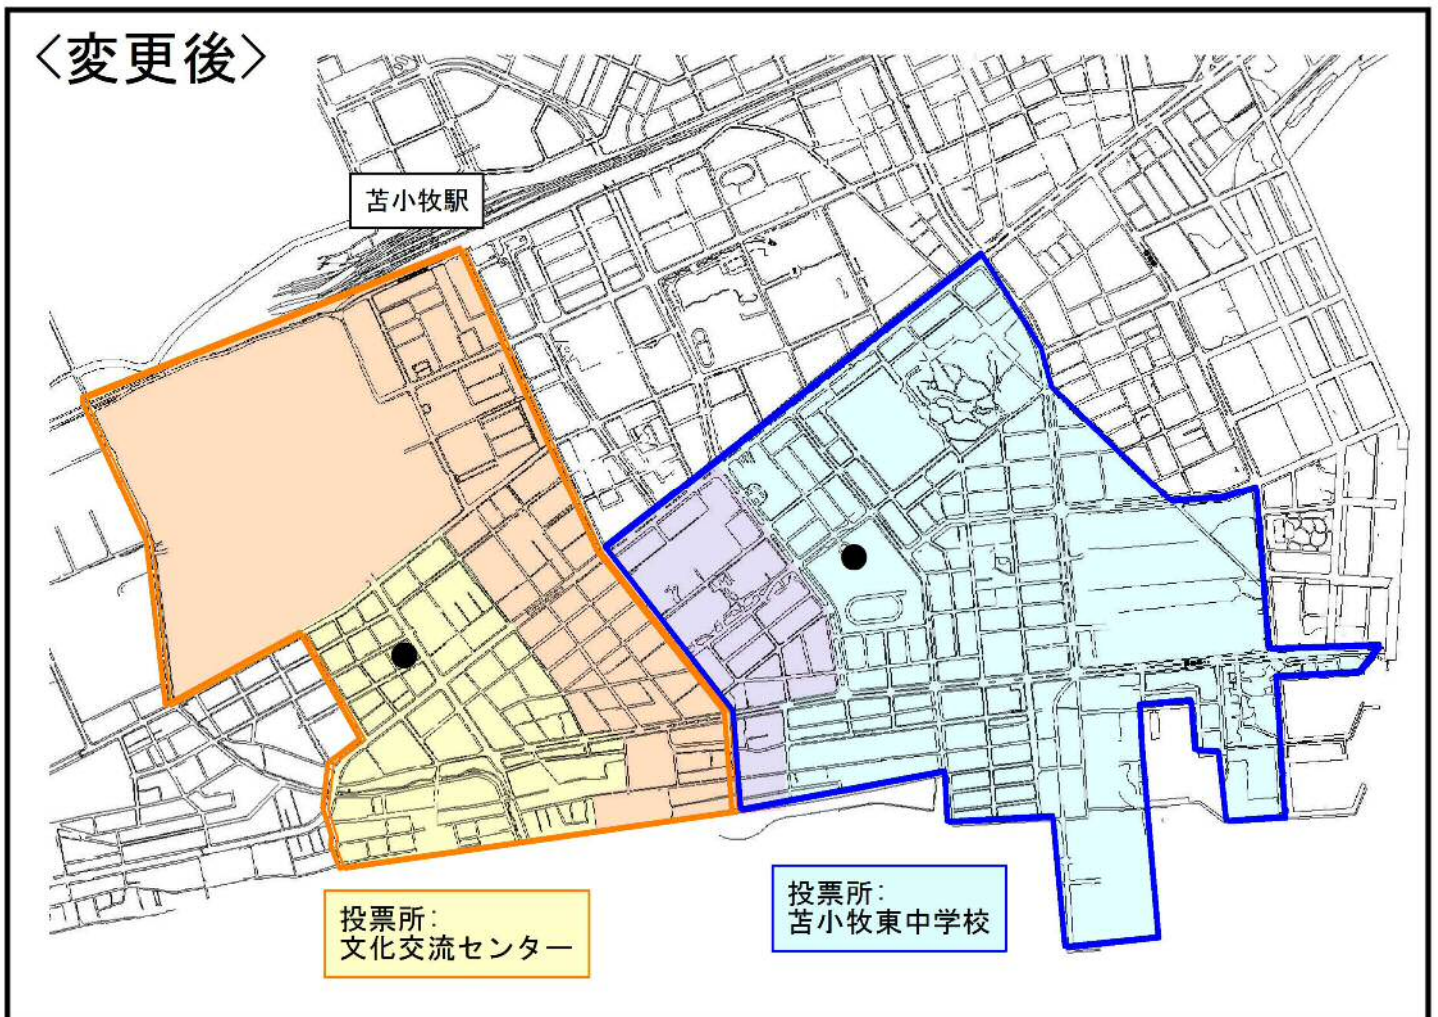 〈変更後〉
苫小牧駅
投票所：
文化交流センター
投票所：
苫小牧東中学校